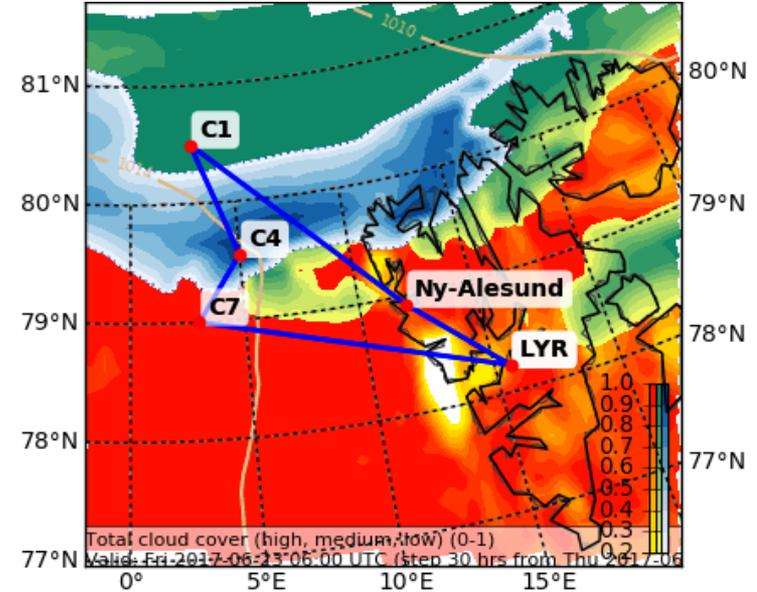 1010
81°N
80°N
C1
1014
80°N
79°N
C4
Ny-Alesund
C7
79°N
78°N
LYR
1.0
0.9
0.8
0.7
78°N
77°N
0.6
0.5
0.4
0.3
Total cloud cover (high, medium, low) (0-1)
0.2
77°N
Valid: Fri 2017-06-23 06:00 UTC (step 30 hrs from Thu 2017-06
0°
5°E
10°E
15°E